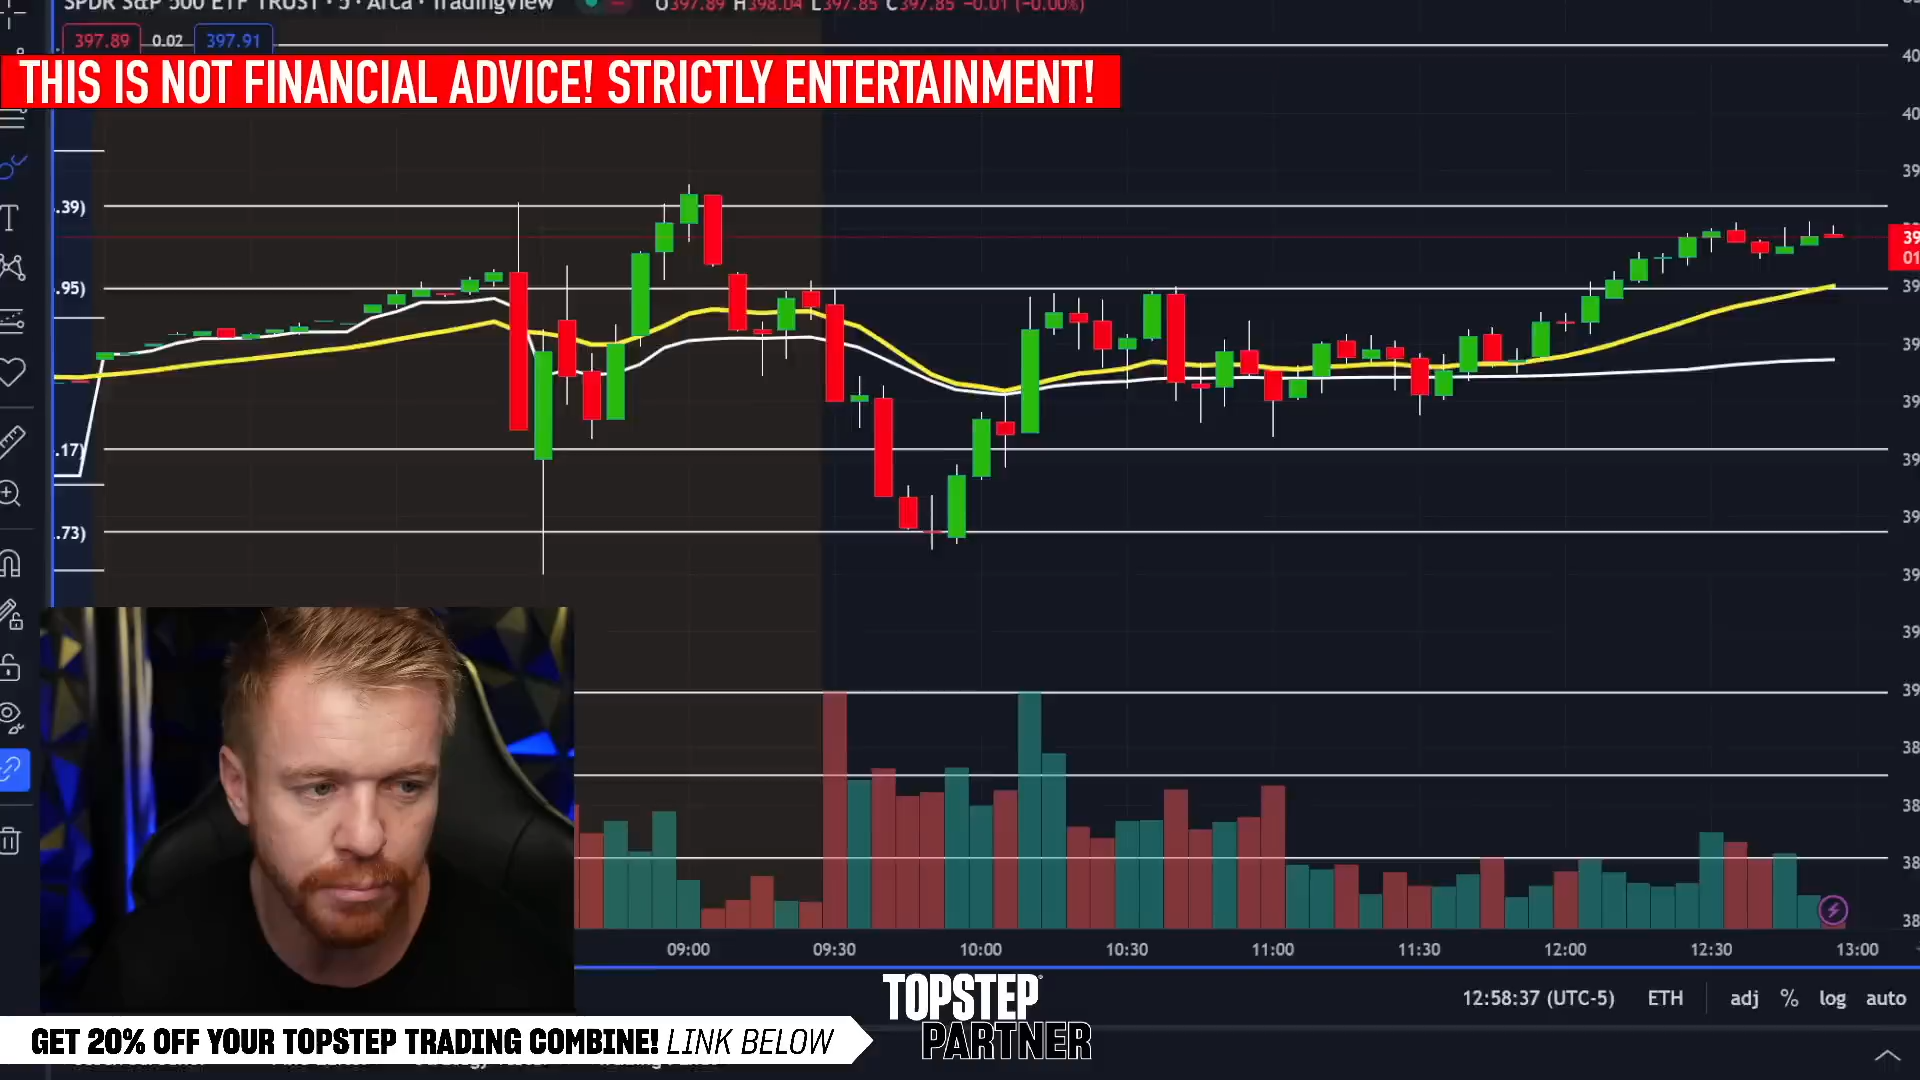 SPDR S&P 500 ETF TRUST · 5 · Arca · TradingView O397.89 H398.04 L397.85 C397.85 −0.01 (−0.00%)
397.89 0.02 397.91
THIS IS NOT FINANCIAL ADVICE! STRICTLY ENTERTAINMENT!
.39)
.95)
.17)
.73)
09:00 09:30 10:00 10:30 11:00 11:30 12:00 12:30 13:00
12:58:37 (UTC-5) ETH adj % log auto
TOPSTEP
PARTNER
GET 20% OFF YOUR TOPSTEP TRADING COMBINE! LINK BELOW